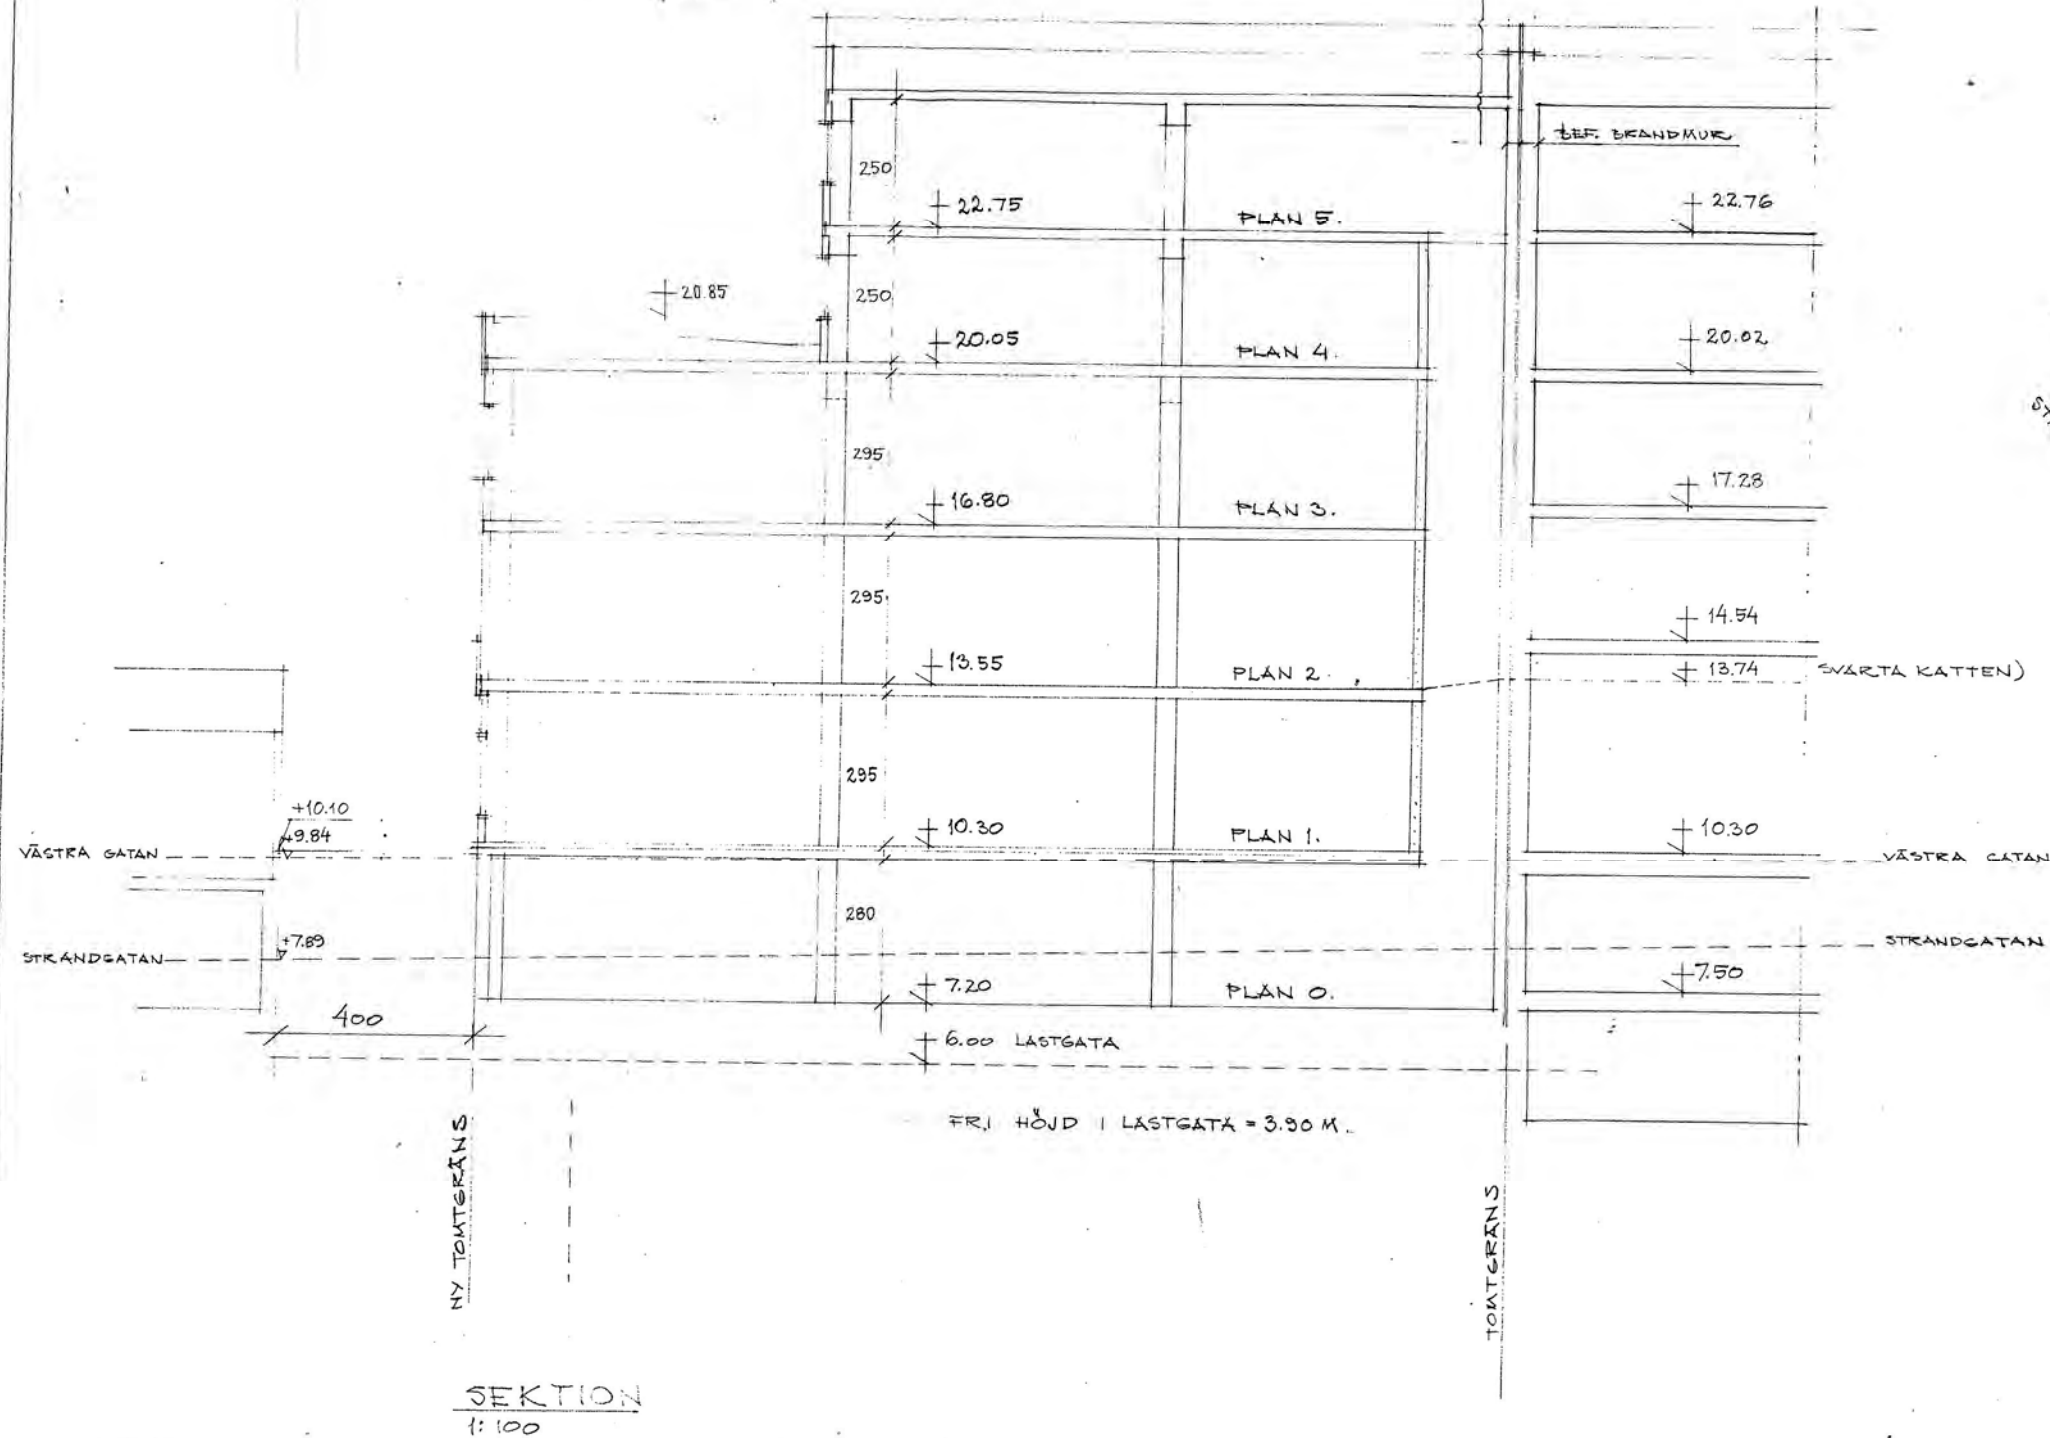 BEF. BRANDMUR
250
+ 22.75
PLAN 5.
+ 22.76
+ 20.85
250
+ 20.05
PLAN 4.
+ 20.02
295
+ 16.80
PLAN 3.
+ 17.28
295
+ 14.54
+ 13.55
PLAN 2.
+ 13.74
SVARTA KATTEN)
295
+10.10
+9.84
+ 10.30
PLAN 1.
+ 10.30
VÄSTRA GATAN
VÄSTRA GATAN
280
+7.89
STRANDGATAN
STRANDGATAN
+ 7.20
PLAN 0.
+7.50
400
+ 6.00 LASTGATA
FRI HÖJD I LASTGATA = 3.90 M.
NY TOMTGRÄNS
TOMTGRÄNS
SEKTION
1:100